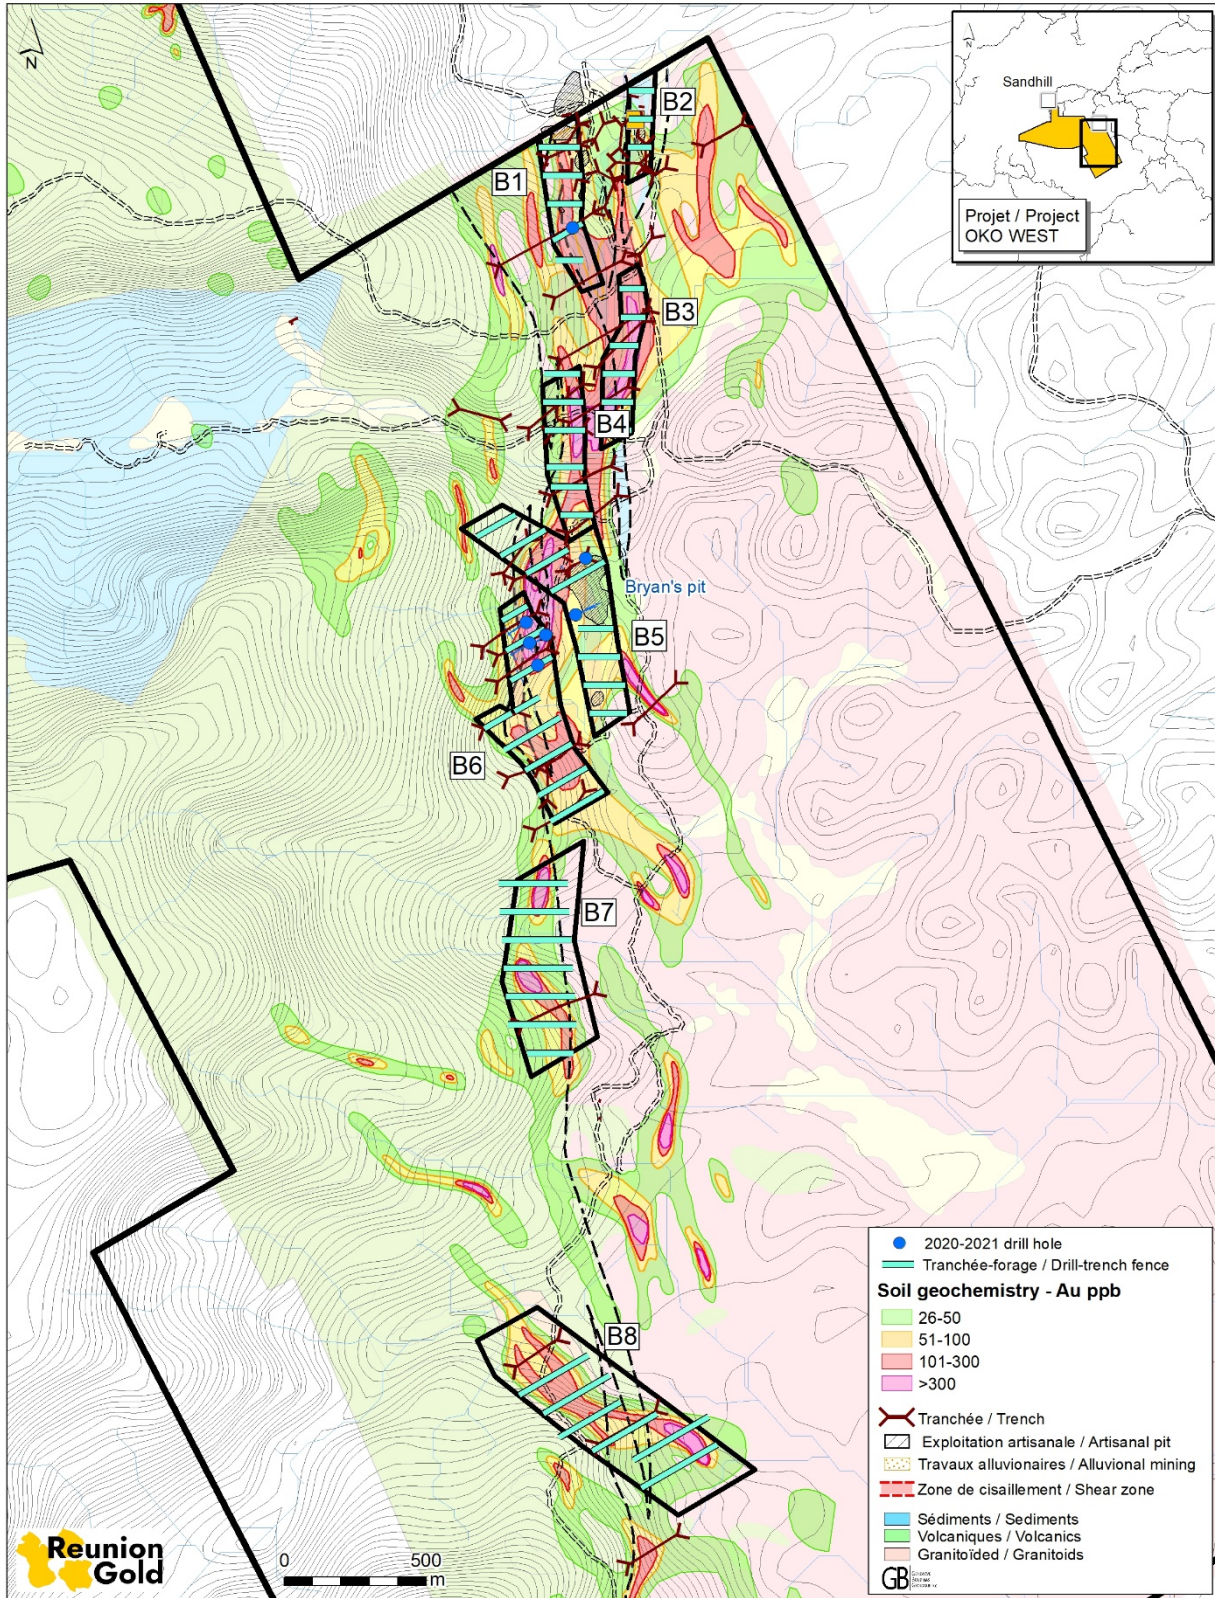 N
N
Sandhill
Projet / Project
OKO WEST
B2
B1
B3
B4
Bryan's pit
B5
B6
B7
B8
2020-2021 drill hole
Tranchée-forage / Drill-trench fence
Soil geochemistry - Au ppb
26-50
51-100
101-300
>300
Tranchée / Trench
Exploitation artisanale / Artisanal pit
Travaux alluvionaires / Alluvional mining
Zone de cisaillement / Shear zone
Sédiments / Sediments
Volcaniques / Volcanics
Granitoïded / Granitoids
GB
Reunion
Gold
0 500
m